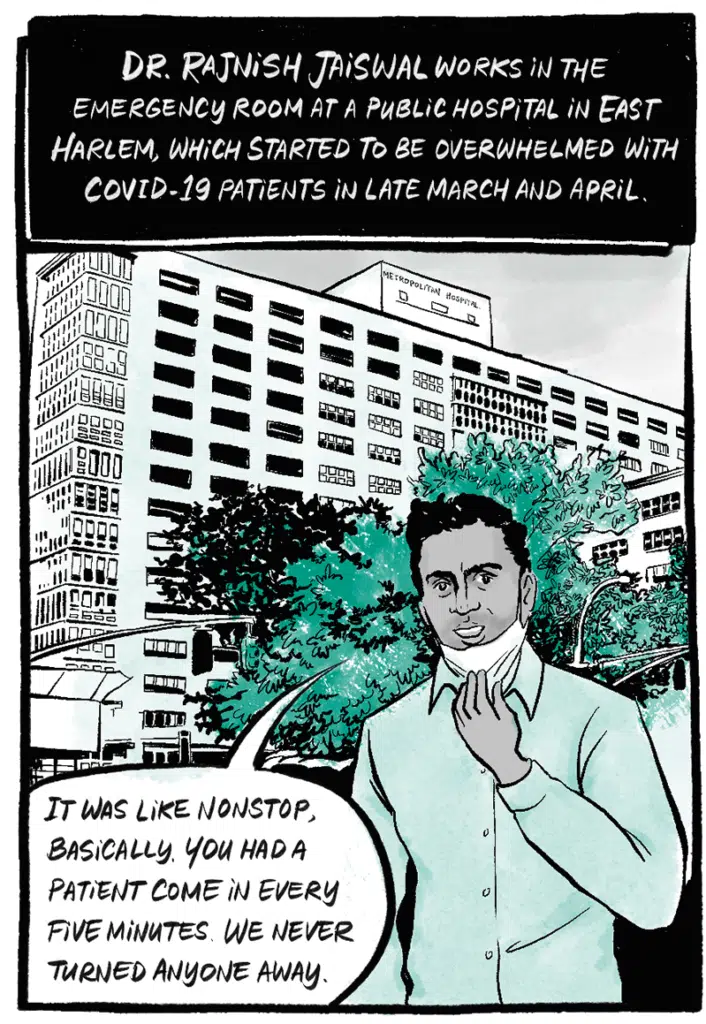 DR. RAJNISH JAISWAL WORKS IN THE
EMERGENCY ROOM AT A PUBLIC HOSPITAL IN EAST
HARLEM, WHICH STARTED TO BE OVERWHELMED WITH
COVID-19 PATIENTS IN LATE MARCH AND APRIL.
METROPOLITAN HOSPITAL
IT WAS LIKE NONSTOP,
BASICALLY. YOU HAD A
PATIENT COME IN EVERY
FIVE MINUTES. WE NEVER
TURNED ANYONE AWAY.